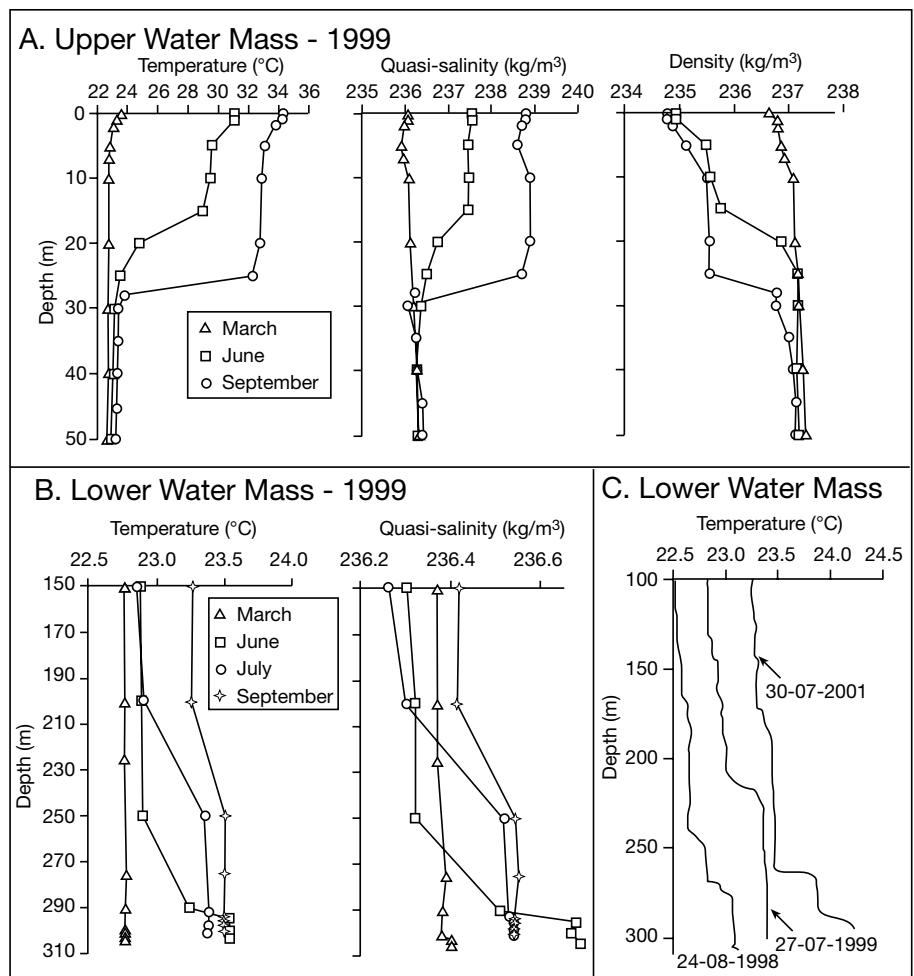 A. Upper Water Mass - 1999
Temperature (°C)
22 24 26 28 30 32 34 36
Quasi-salinity (kg/m³)
235 236 237 238 239 240
Density (kg/m³)
234 235 236 237 238
Depth (m)
0
10
20
30
40
50
March
June
September
B. Lower Water Mass - 1999
Temperature (°C)
22.5 23.0 23.5 24.0
Quasi-salinity (kg/m³)
236.2 236.4 236.6
Depth (m)
150
170
190
210
230
250
270
290
310
March
June
July
September
C. Lower Water Mass
Temperature (°C)
22.5 23.0 23.5 24.0 24.5
Depth (m)
100
150
200
250
300
30-07-2001
27-07-1999
24-08-1998